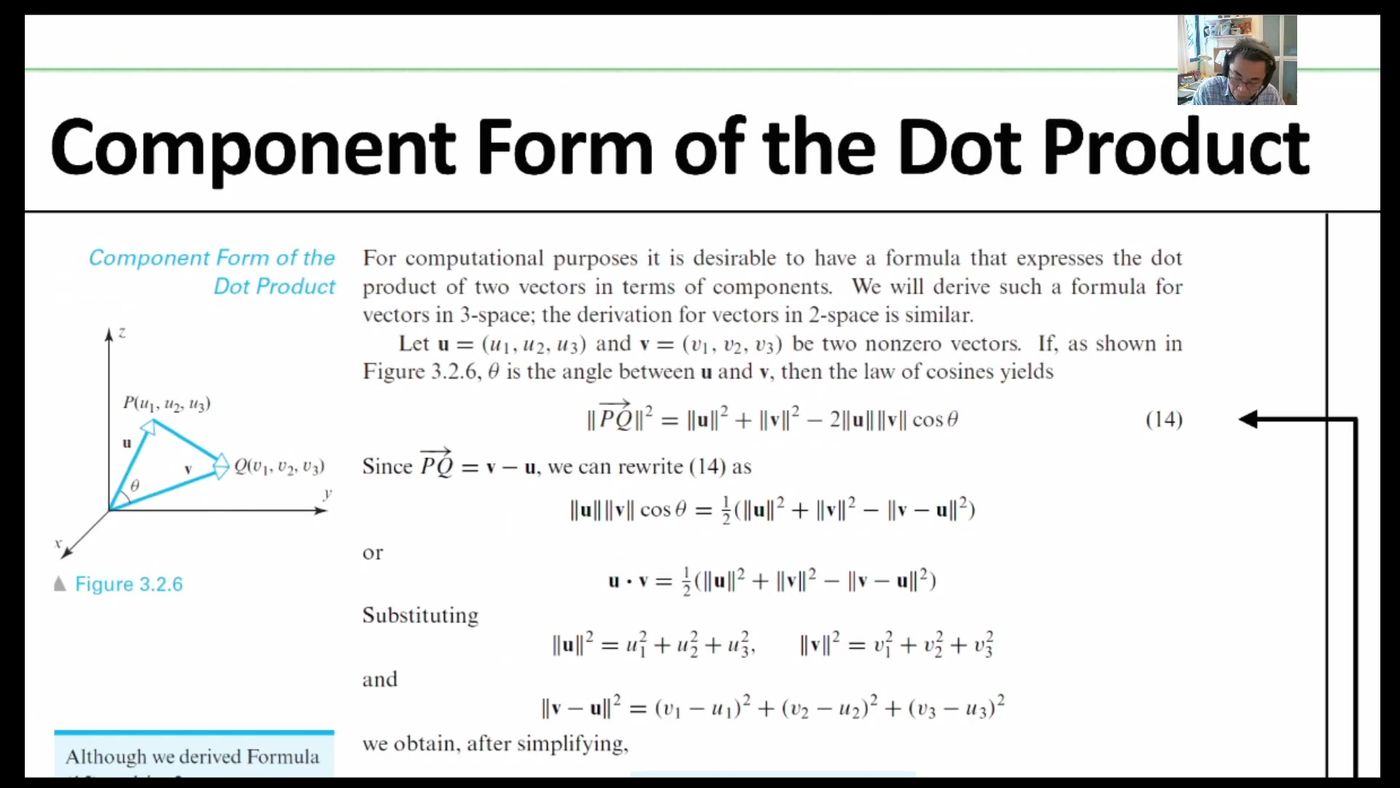 Component Form of the Dot Product
Component Form of the
Dot Product
For computational purposes it is desirable to have a formula that expresses the dot
product of two vectors in terms of components. We will derive such a formula for
vectors in 3-space; the derivation for vectors in 2-space is similar.
Let u = (u₁, u₂, u₃) and v = (v₁, v₂, v₃) be two nonzero vectors. If, as shown in
Figure 3.2.6, θ is the angle between u and v, then the law of cosines yields
‖PQ⃗‖² = ‖u‖² + ‖v‖² − 2‖u‖‖v‖ cos θ (14)
Since PQ⃗ = v − u, we can rewrite (14) as
‖u‖‖v‖ cos θ = ½(‖u‖² + ‖v‖² − ‖v − u‖²)
or
u · v = ½(‖u‖² + ‖v‖² − ‖v − u‖²)
Substituting
‖u‖² = u₁² + u₂² + u₃², ‖v‖² = v₁² + v₂² + v₃²
and
‖v − u‖² = (v₁ − u₁)² + (v₂ − u₂)² + (v₃ − u₃)²
we obtain, after simplifying,
z
P(u₁, u₂, u₃)
u
v
Q(v₁, v₂, v₃)
θ
y
x
Figure 3.2.6
Although we derived Formula